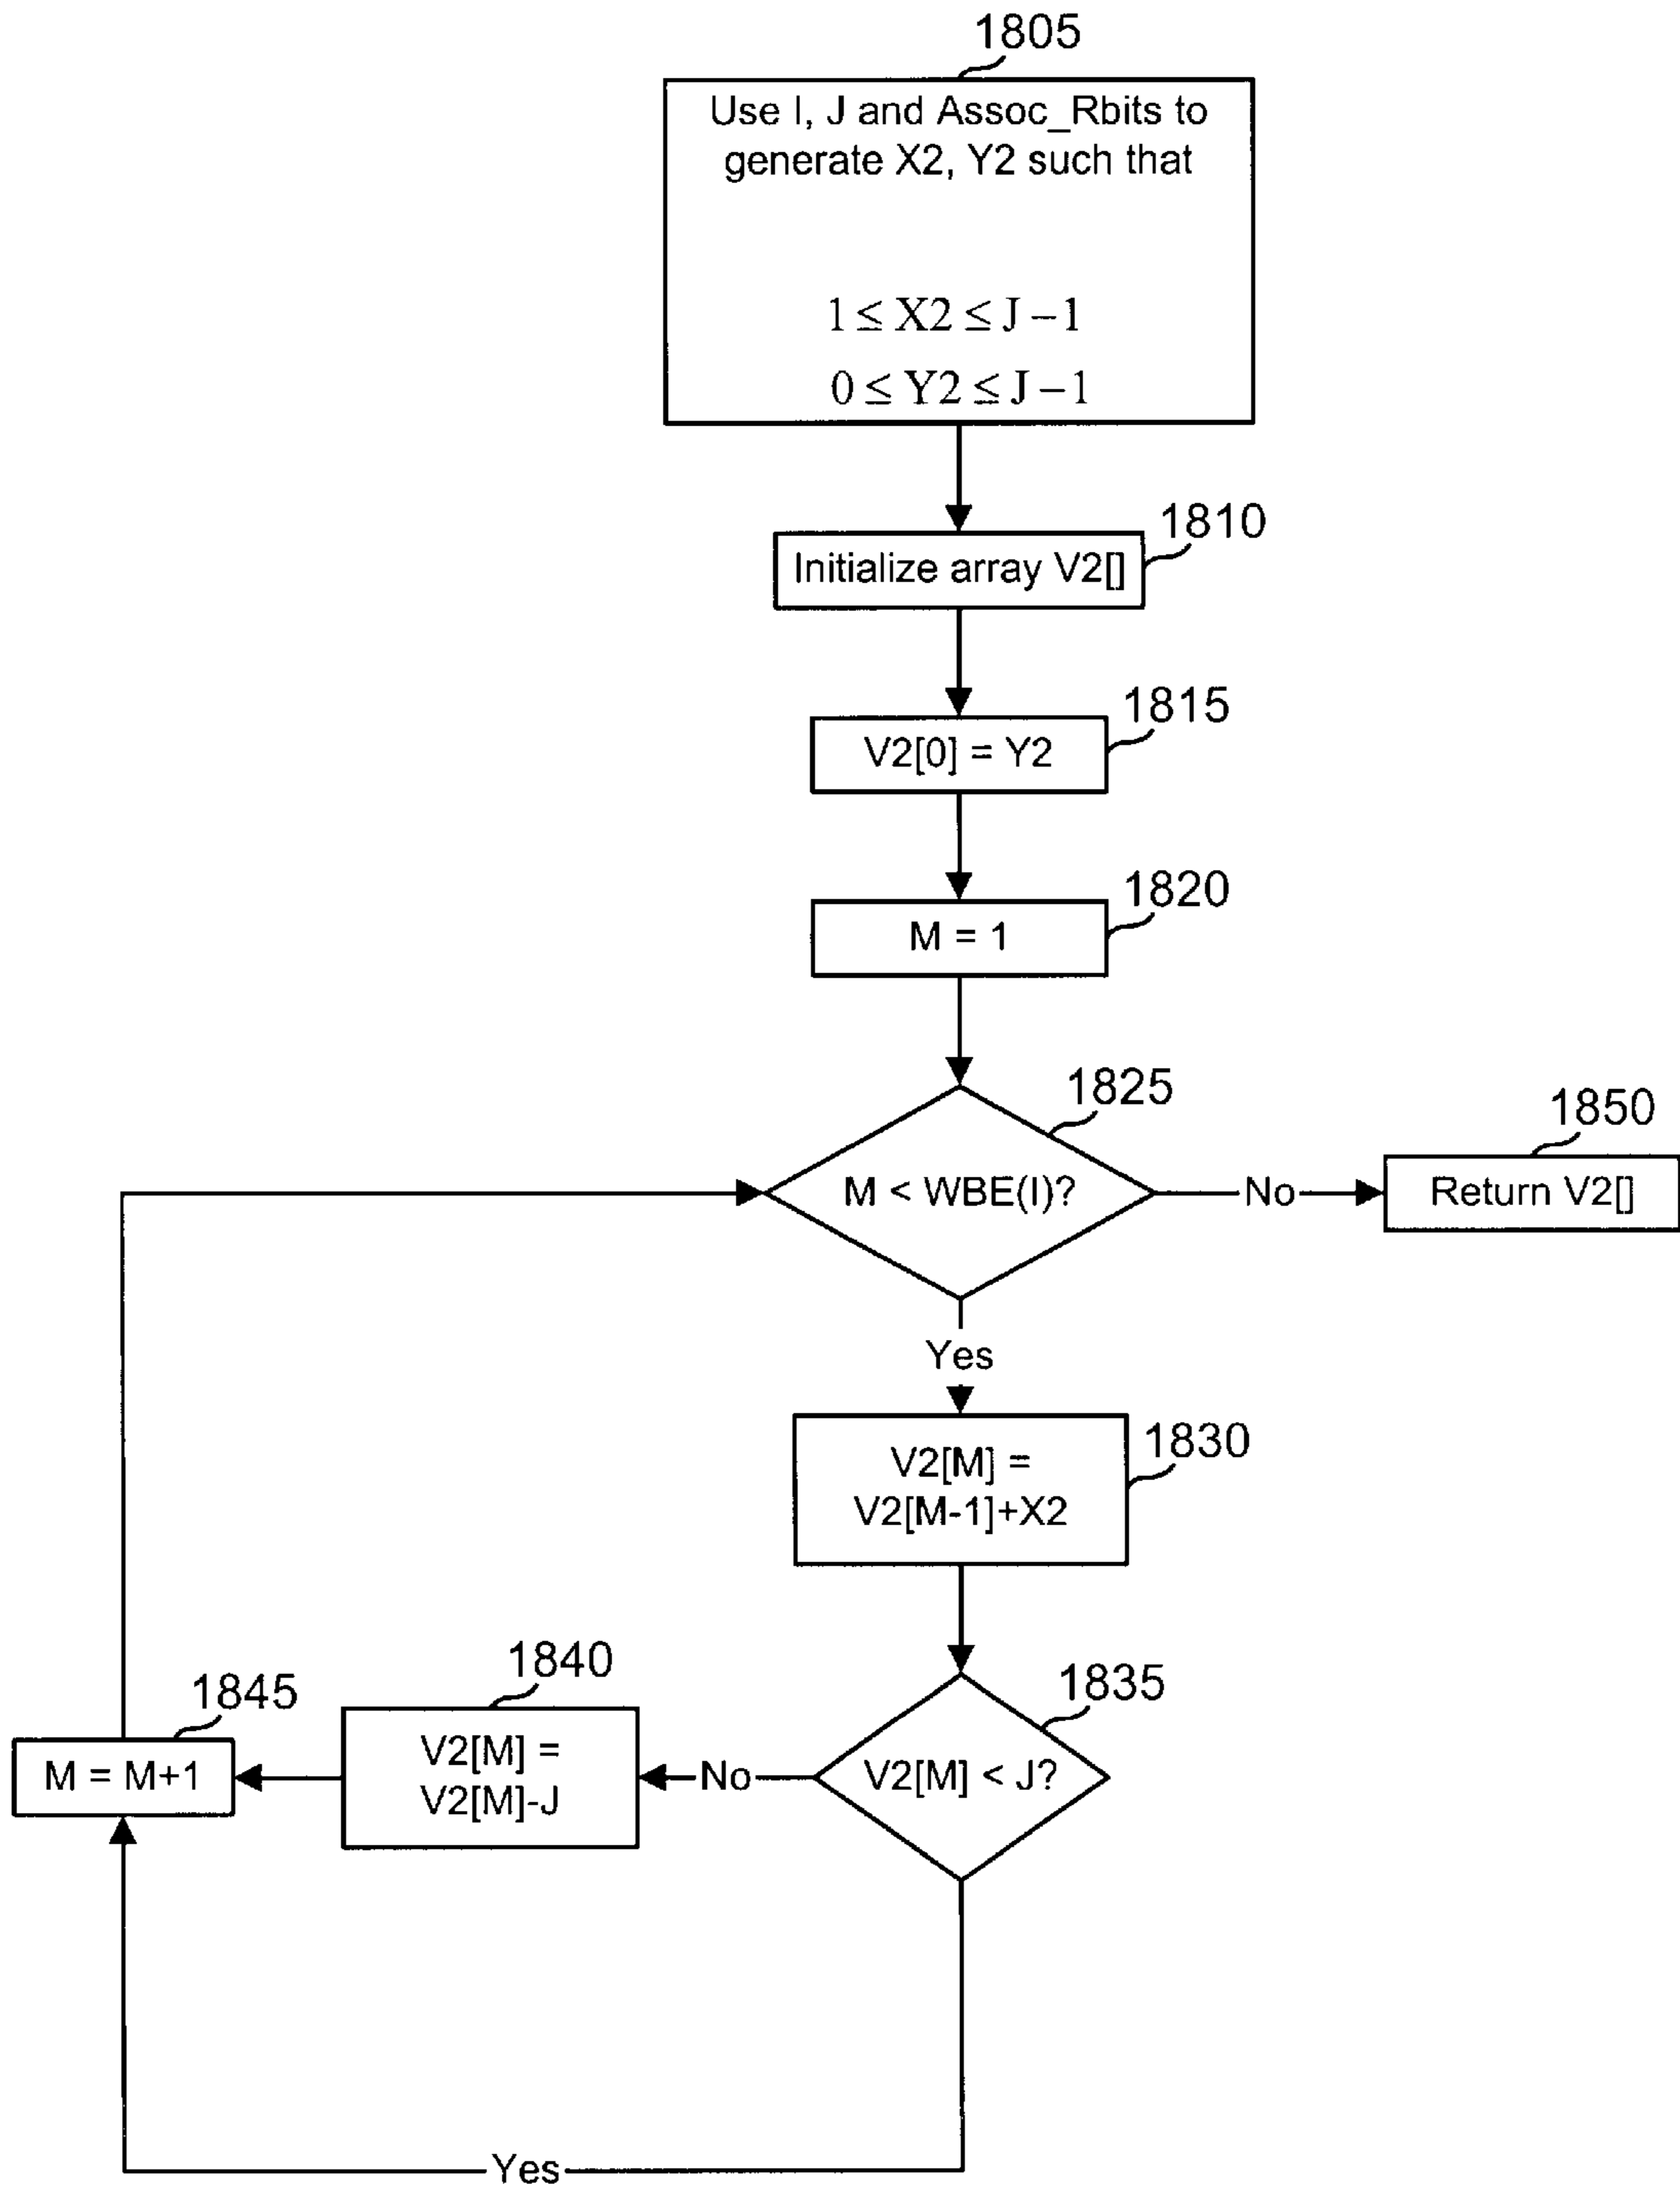 1805
Use I, J and Assoc_Rbits to
generate X2, Y2 such that
1 ≤ X2 ≤ J – 1
0 ≤ Y2 ≤ J – 1
1810
Initialize array V2[]
1815
V2[0] = Y2
1820
M = 1
1825
M < WBE(I)?
No
1850
Return V2[]
Yes
1830
V2[M] =
V2[M-1]+X2
1835
V2[M] < J?
No
1840
V2[M] =
V2[M]-J
1845
M = M+1
Yes